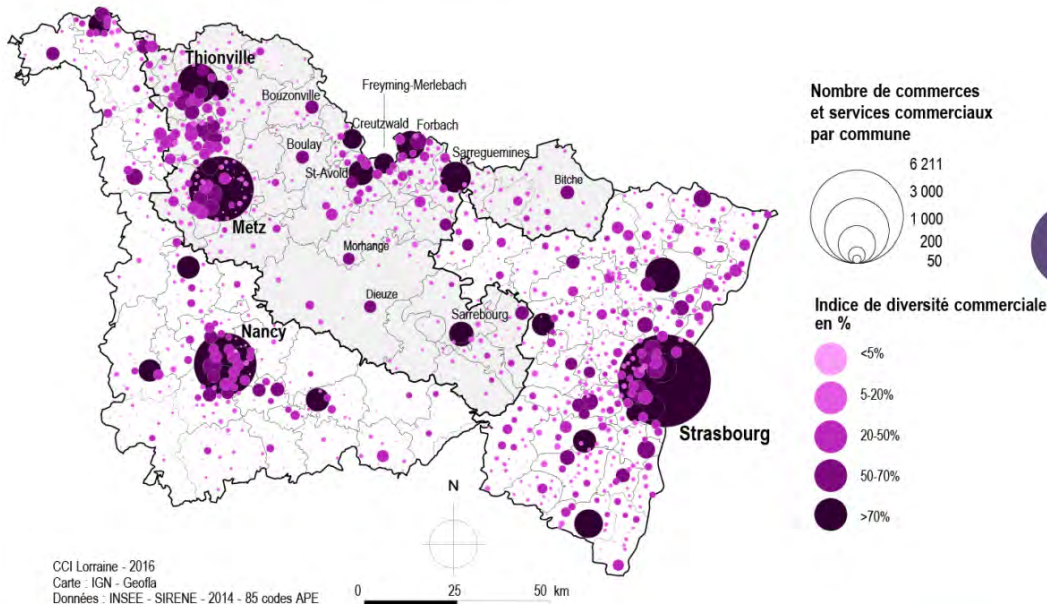 Thionville
Freyming-Merlebach
Bouzonville
Creutzwald
Forbach
Boulay
Sarreguemines
St-Avold
Bitche
Metz
Morhange
Dieuze
Sarrebourg
Nancy
Strasbourg
N
0 25 50 km
CCI Lorraine - 2016
Carte : IGN - Geofla
Données : INSEE - SIRENE - 2014 - 85 codes APE
Nombre de commerces
et services commerciaux
par commune
6 211
3 000
1 000
200
50
Indice de diversité commerciale
en %
<5%
5-20%
20-50%
50-70%
>70%